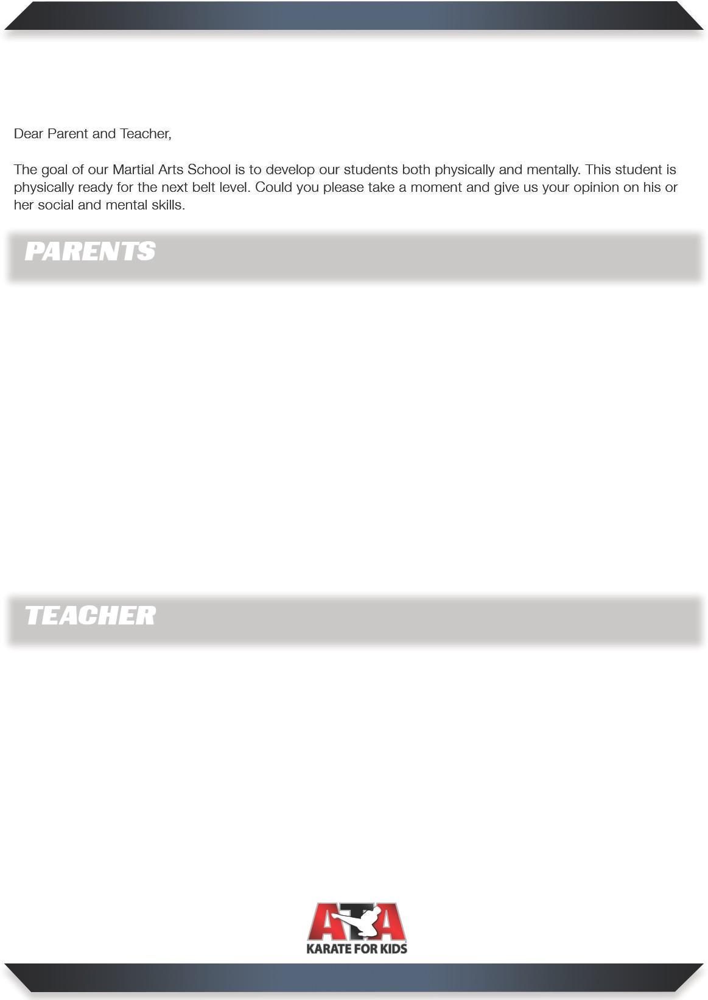 Dear Parent and Teacher,
The goal of our Martial Arts School is to develop our students both physically and mentally. This student is
physically ready for the next belt level. Could you please take a moment and give us your opinion on his or
her social and mental skills.
PARENTS
TEACHER
ATA
KARATE FOR KIDS